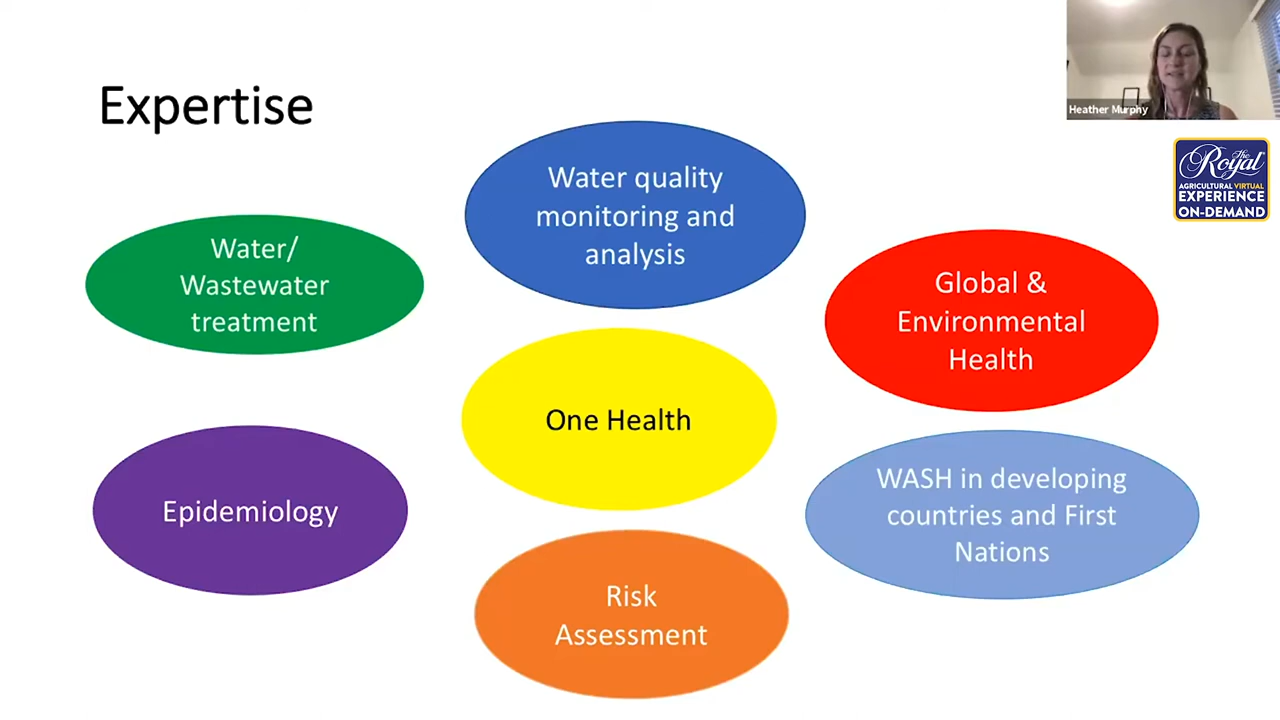 Expertise
Heather Murphy
The
Royal
AGRICULTURAL VIRTUAL
EXPERIENCE
ON-DEMAND
Water quality
monitoring and
analysis
Water/
Wastewater
treatment
Global &
Environmental
Health
One Health
Epidemiology
WASH in developing
countries and First
Nations
Risk
Assessment